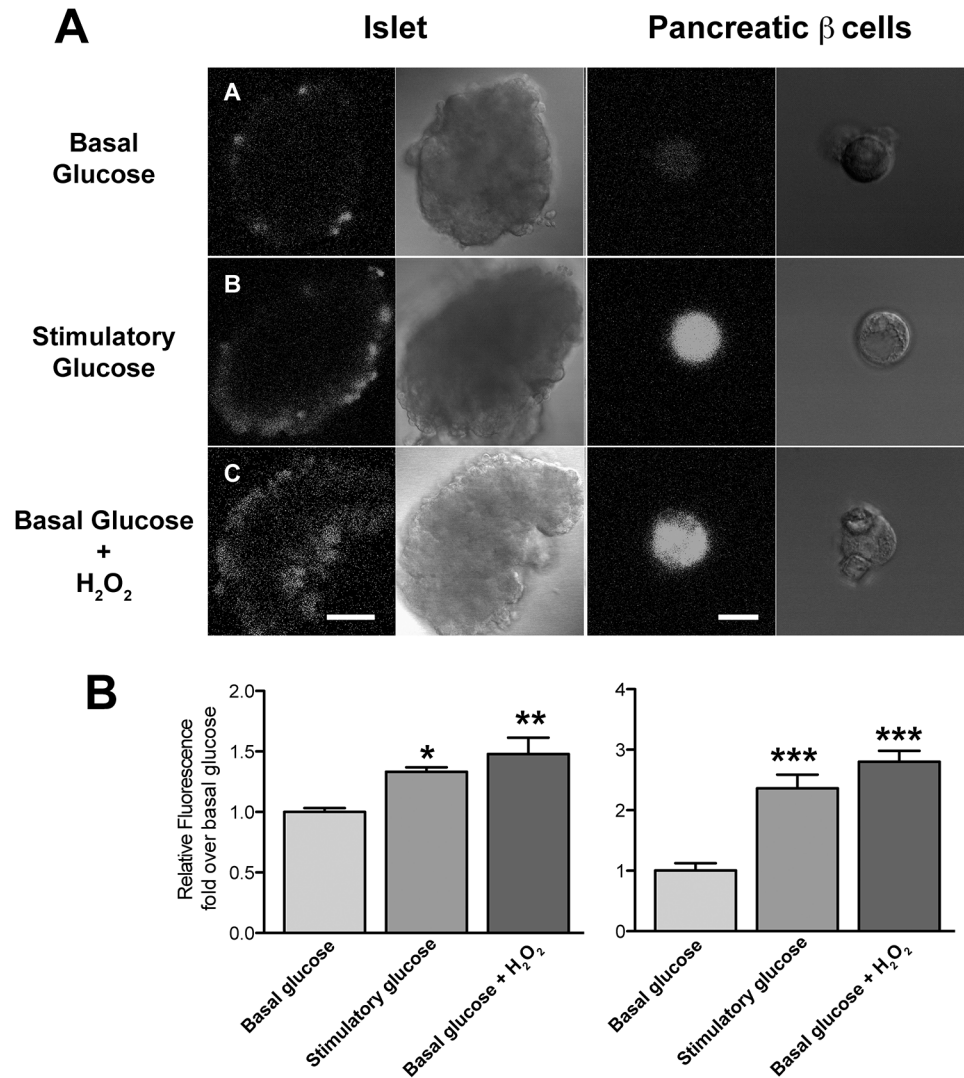 A
Islet
Pancreatic β cells
Basal
Glucose
A
Stimulatory
Glucose
B
Basal Glucose
+
H₂O₂
C
B
Relative Fluorescence
fold over basal glucose
2.0
1.5
1.0
0.5
0.0
*
**
Basal glucose
Stimulatory glucose
Basal glucose + H₂O₂
4
3
2
1
0
***
***
Basal glucose
Stimulatory glucose
Basal glucose + H₂O₂